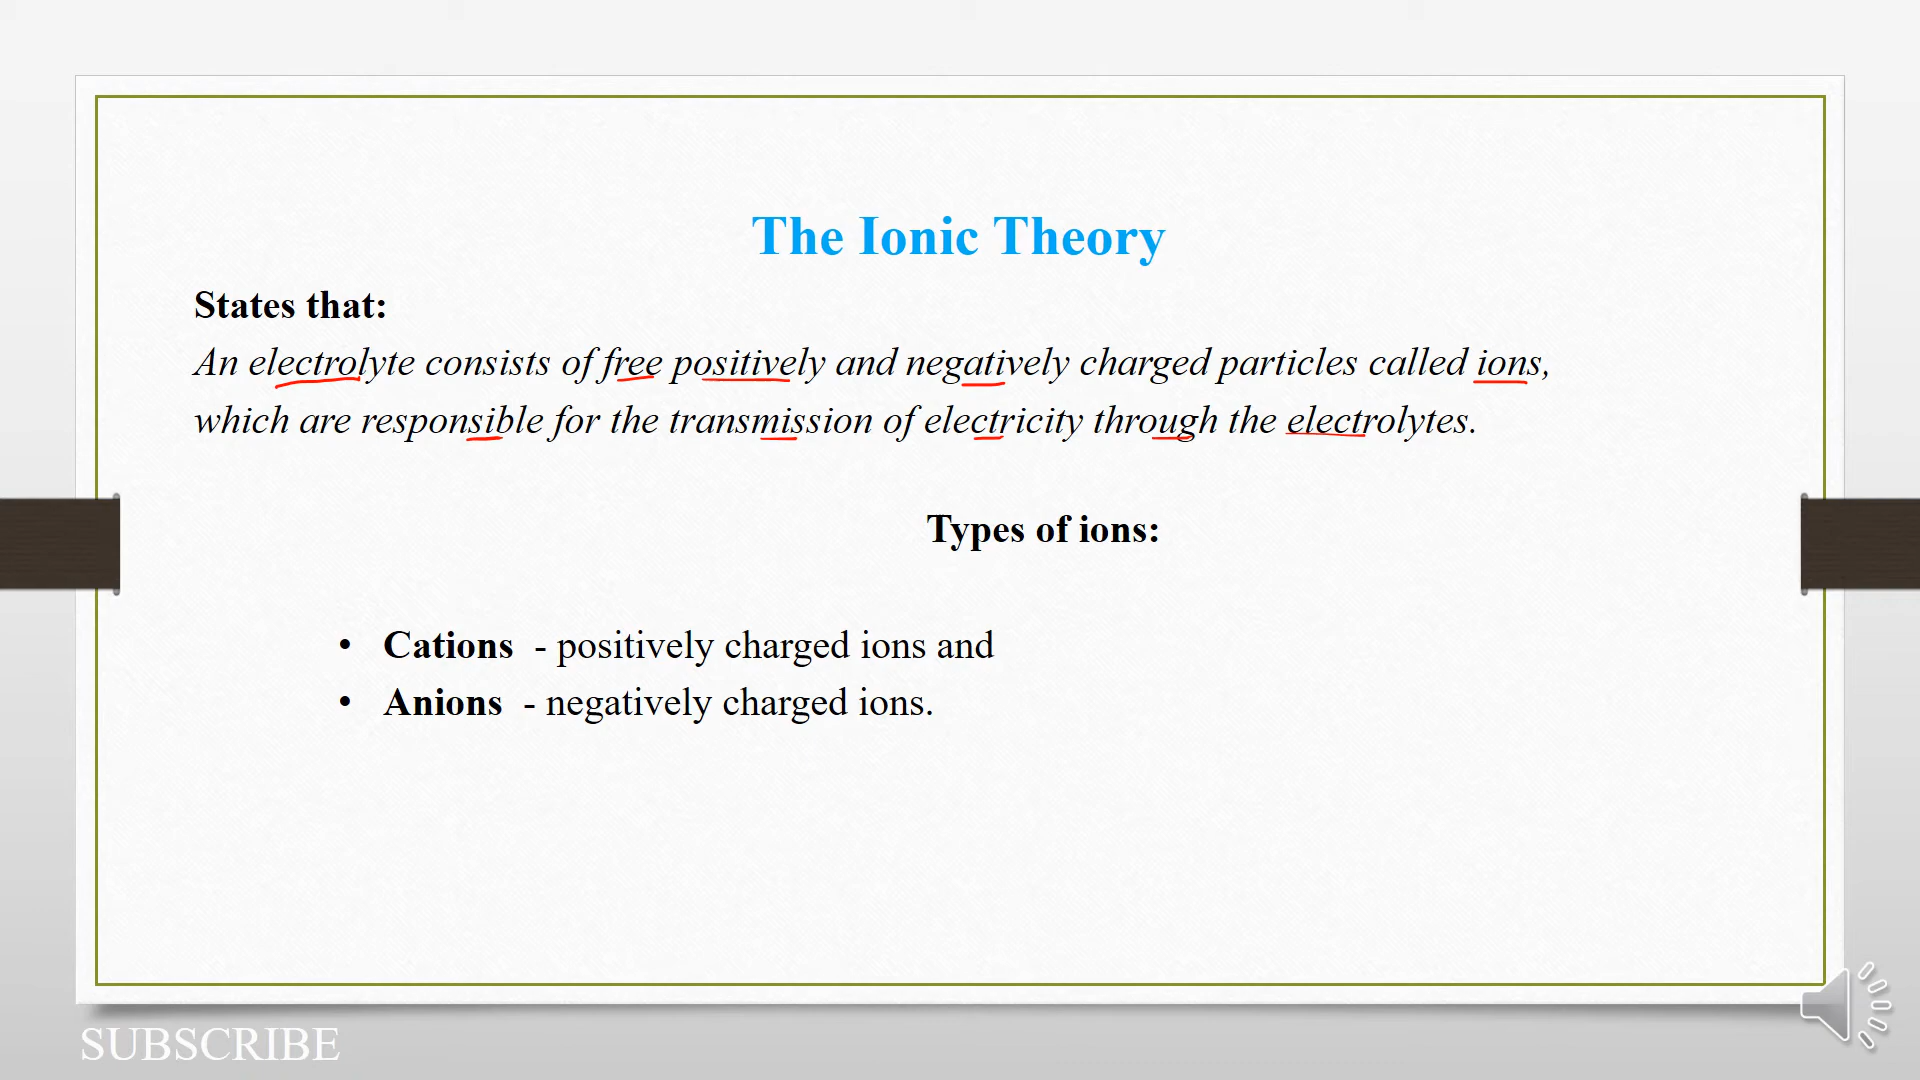 The Ionic Theory
States that:
An electrolyte consists of free positively and negatively charged particles called ions,
which are responsible for the transmission of electricity through the electrolytes.
Types of ions:
• Cations - positively charged ions and
• Anions - negatively charged ions.
SUBSCRIBE